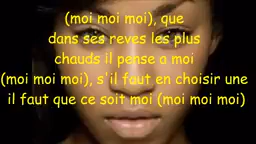 (moi moi moi), que
dans ses reves les plus
chauds il pense a moi
(moi moi moi), s'il faut en choisir une
il faut que ce soit moi (moi moi moi)